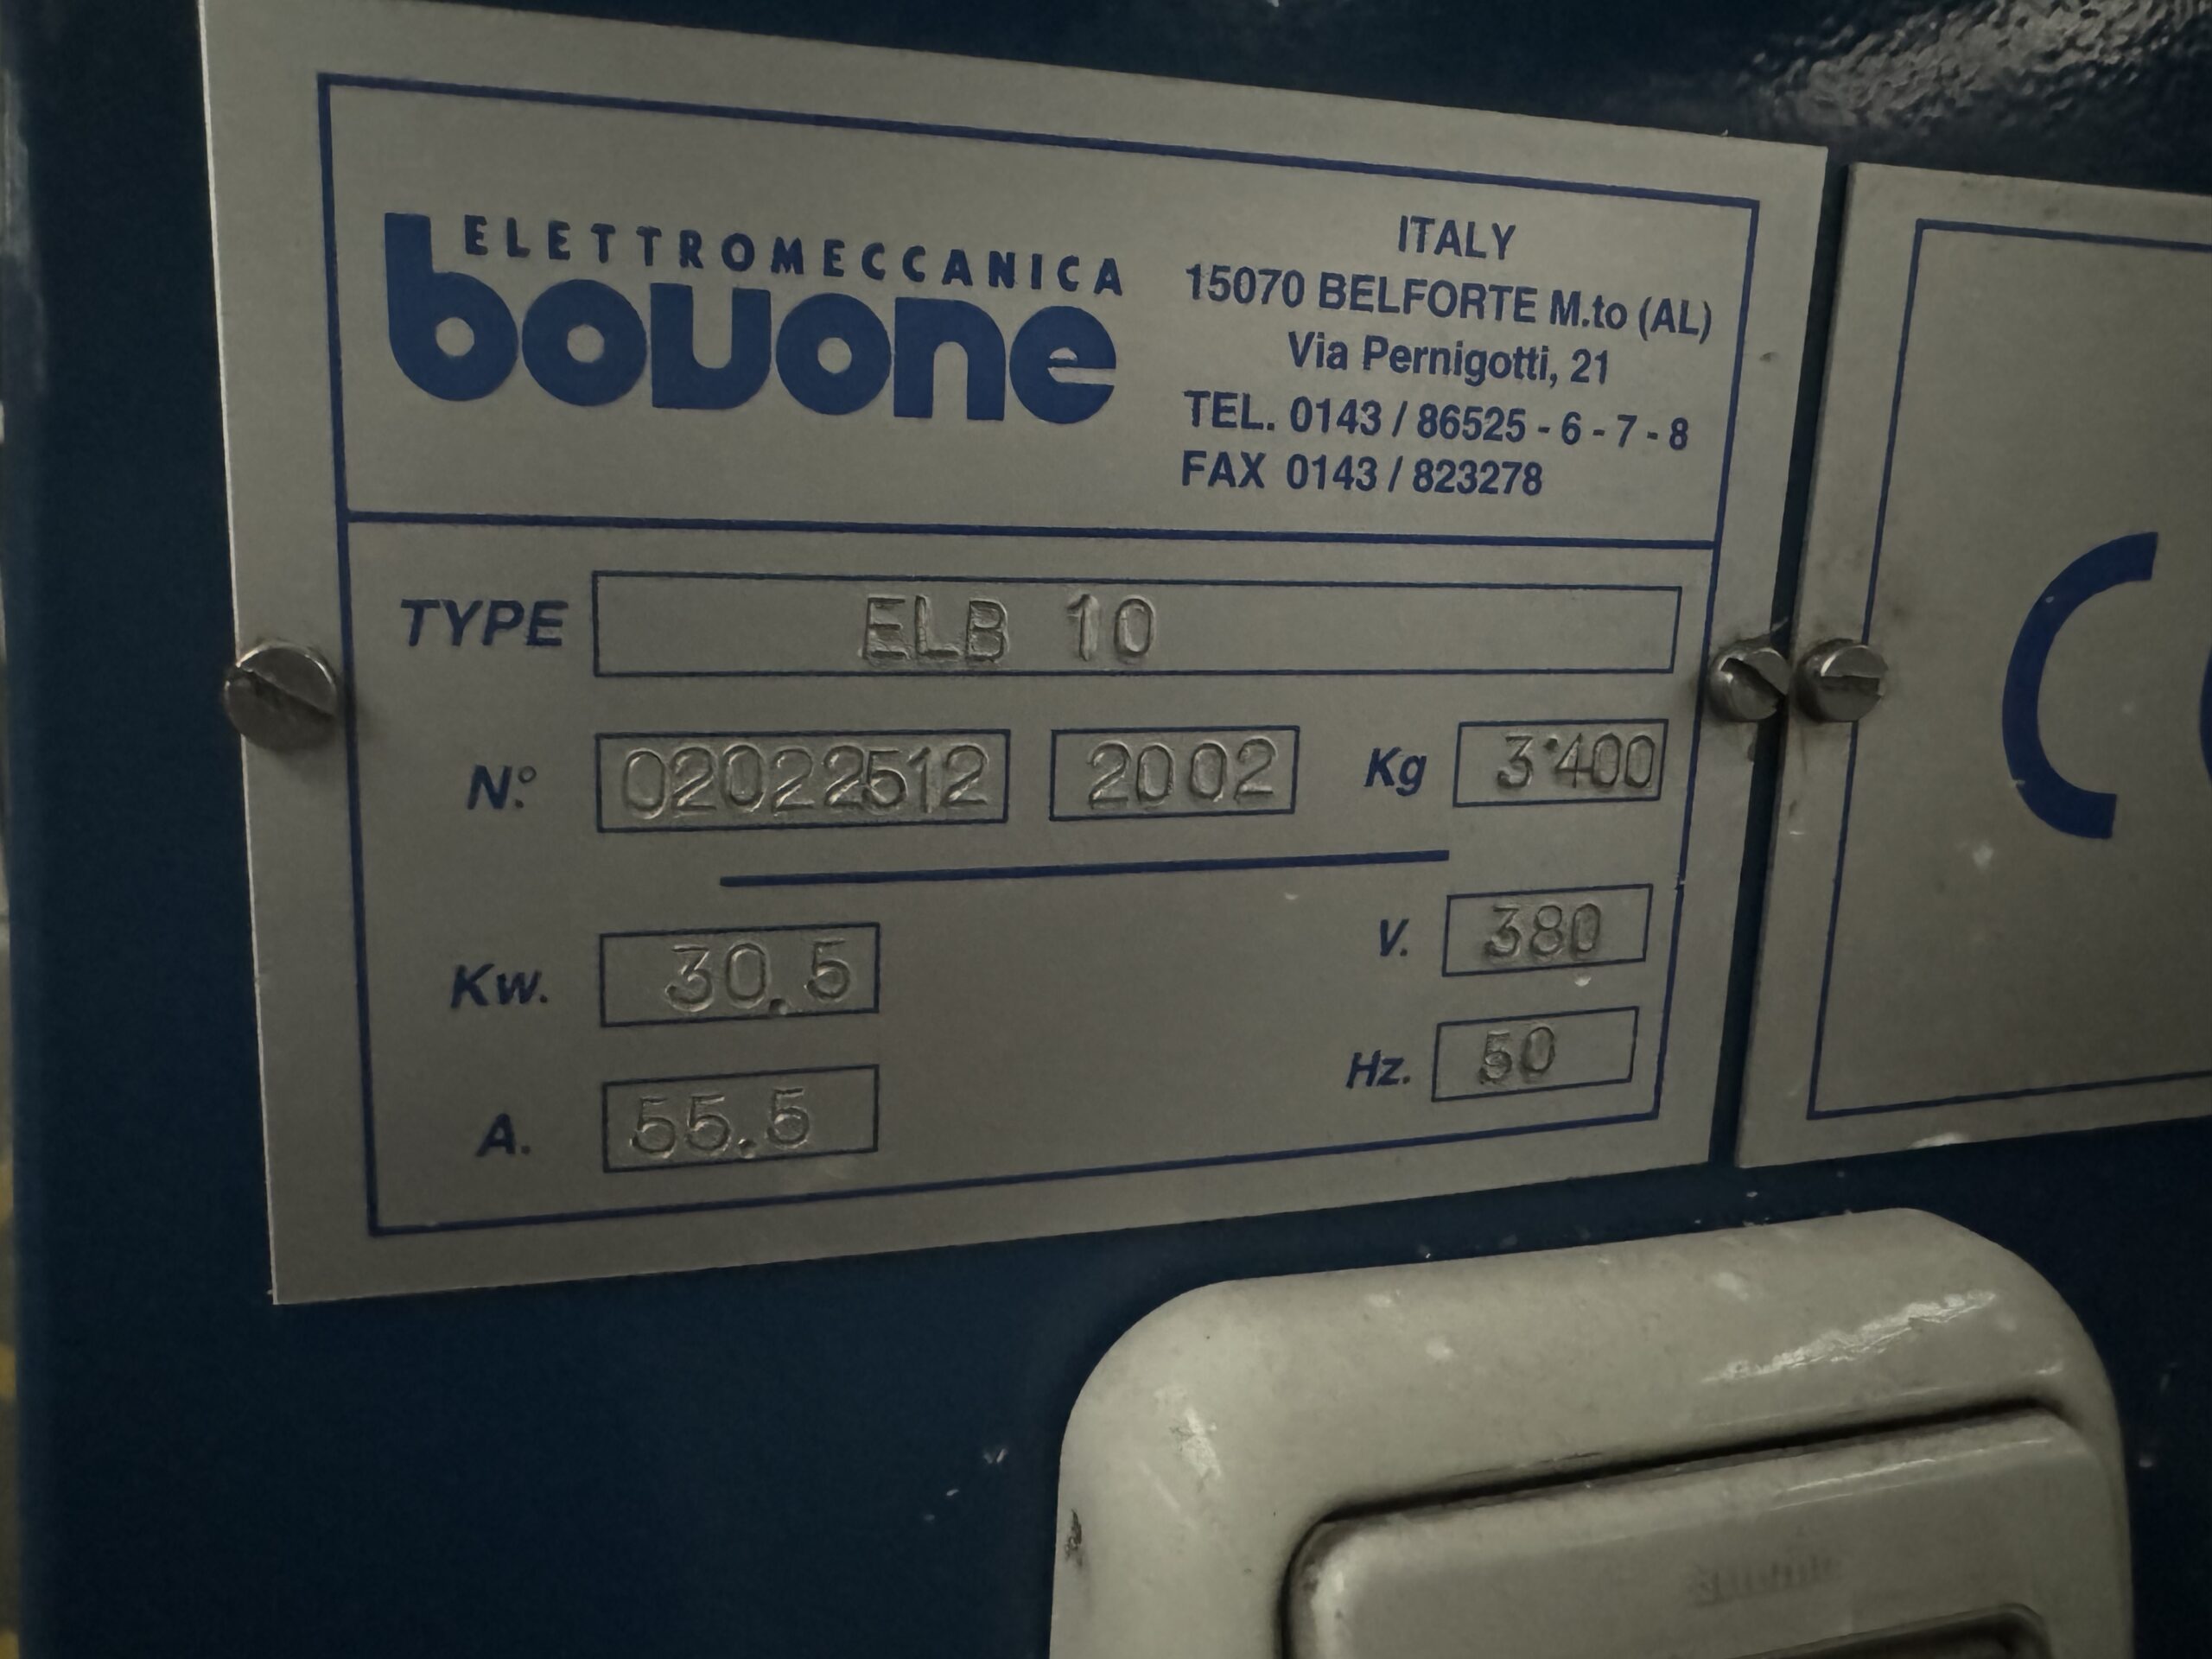 ELETTROMECCANICA
bovone
ITALY
15070 BELFORTE M.to (AL)
Via Pernigotti, 21
TEL. 0143 / 86525 - 6 - 7 - 8
FAX 0143 / 823278
TYPE ELB 10
N.º 02022512 2002 Kg 3'400
Kw. 30.5 V. 380
Hz. 50
A. 55.5